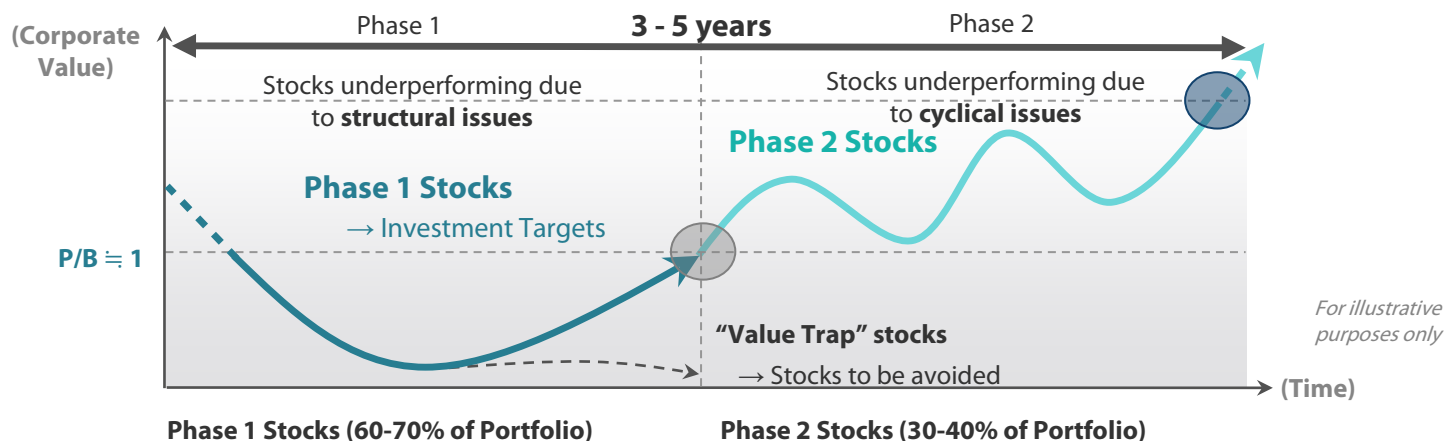 (Corporate
Value)
Phase 1
3 - 5 years
Phase 2
Stocks underperforming due
to structural issues
Stocks underperforming due
to cyclical issues
Phase 2 Stocks
Phase 1 Stocks
→ Investment Targets
P/B ≒ 1
For illustrative
purposes only
“Value Trap” stocks
→ Stocks to be avoided
(Time)
Phase 1 Stocks (60-70% of Portfolio)
Phase 2 Stocks (30-40% of Portfolio)